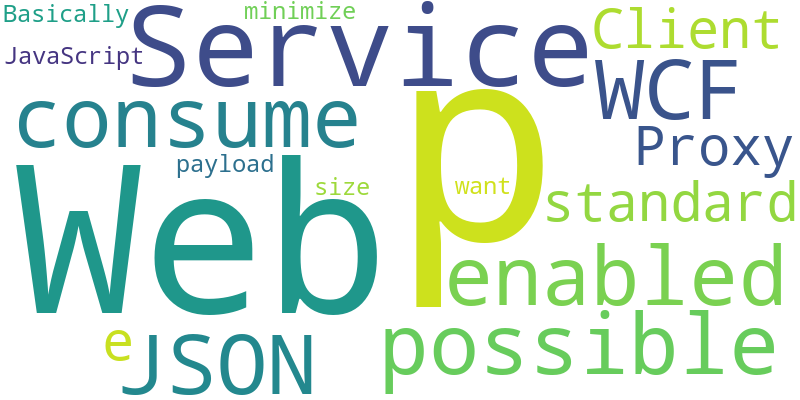 Basically
minimize
Service
Client
JavaScript
WCF
consume
p
Proxy
payload
Web
size
want
standard
enabled
e
JSON
possible